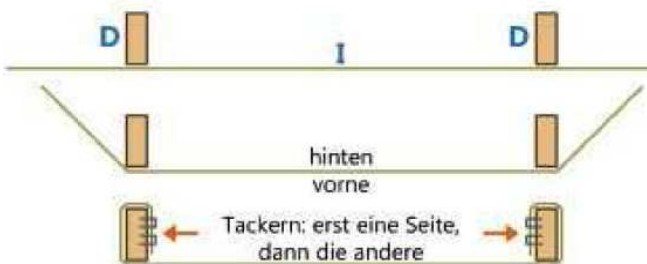 D D
I
hinten
vorne
Tackern: erst eine Seite,
dann die andere